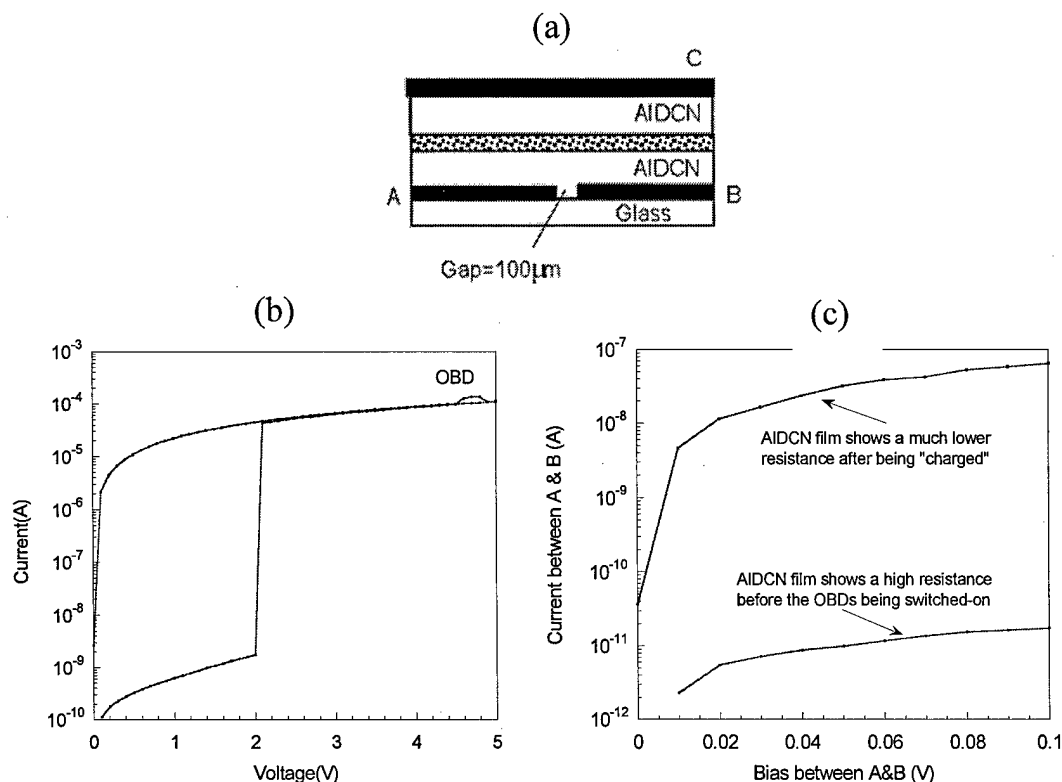 (a)
C
AIDCN
AIDCN
A
B
Glass
Gap=100µm
(b)
10-3
10-4
10-5
10-6
10-7
10-8
10-9
10-10
Current(A)
OBD
0
1
2
3
4
5
Voltage(V)
(c)
10-7
10-8
10-9
10-10
10-11
10-12
Current between A & B (A)
AIDCN film shows a much lower
resistance after being "charged"
AIDCN film shows a high resistance
before the OBDs being switched-on
0
0.02
0.04
0.06
0.08
0.1
Bias between A&B (V)